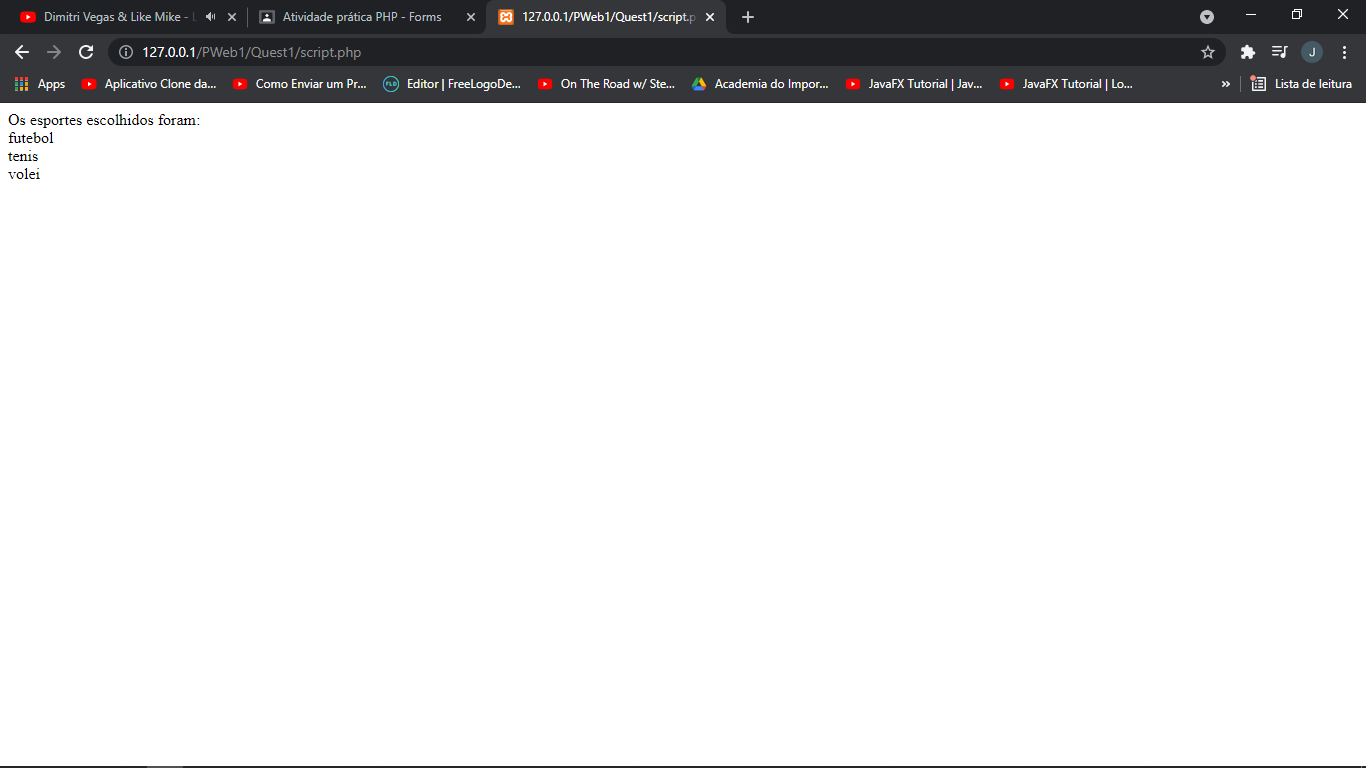 Dimitri Vegas & Like Mike - L
Atividade prática PHP - Forms
127.0.0.1/PWeb1/Quest1/script.p
127.0.0.1/PWeb1/Quest1/script.php
J
Apps
Aplicativo Clone da...
Como Enviar um Pr...
FLD
Editor | FreeLogoDe...
On The Road w/ Ste...
Academia do Impor...
JavaFX Tutorial | Jav...
JavaFX Tutorial | Lo...
»
Lista de leitura
Os esportes escolhidos foram:
futebol
tenis
volei